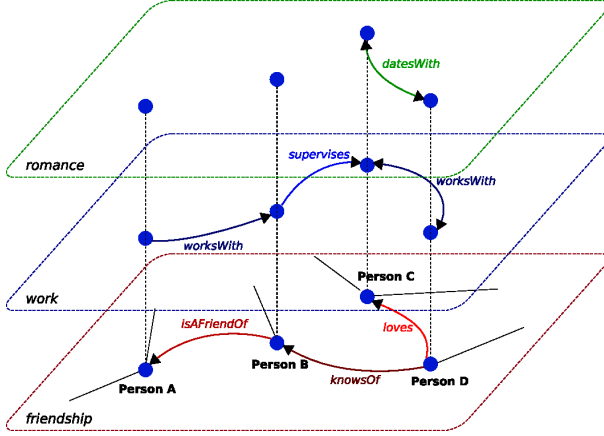 datesWith
romance
supervises
worksWith
worksWith
work
Person C
isAFriendOf
loves
Person B
Person A
knowsOf
Person D
friendship